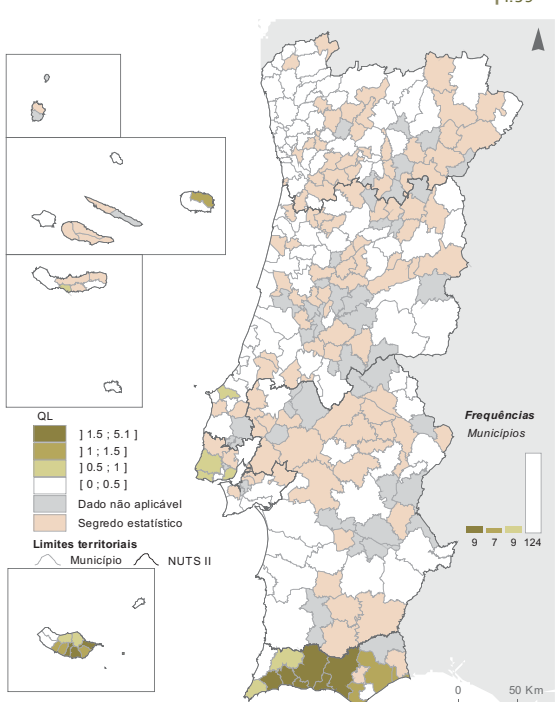 QL
] 1.5 ; 5.1 ]
] 1 ; 1.5 ]
] 0.5 ; 1 ]
[ 0 ; 0.5 ]
Dado não aplicável
Segredo estatístico
Limites territoriais
Município NUTS II
Frequências
Municípios
9 7 9 124
0 50 Km